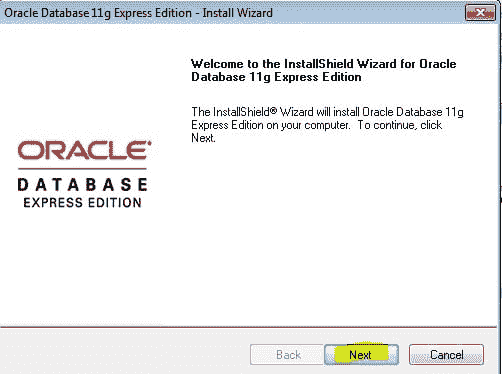 Oracle Database 11g Express Edition - Install Wizard
Welcome to the InstallShield Wizard for Oracle
Database 11g Express Edition
The InstallShield® Wizard will install Oracle Database 11g
Express Edition on your computer. To continue, click
Next.
ORACLE®
DATABASE
EXPRESS EDITION
Back
Next
Cancel